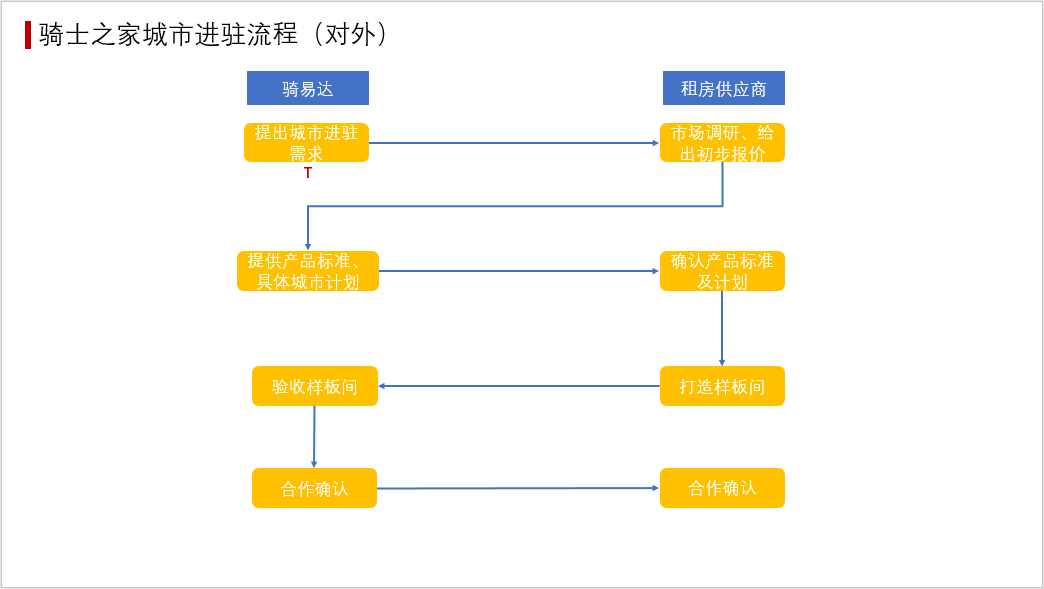 骑士之家城市进驻流程（对外）
骑易达
租房供应商
提出城市进驻
需求
T
市场调研、给
出初步报价
提供产品标准、
具体城市计划
确认产品标准
及计划
验收样板间
打造样板间
合作确认
合作确认